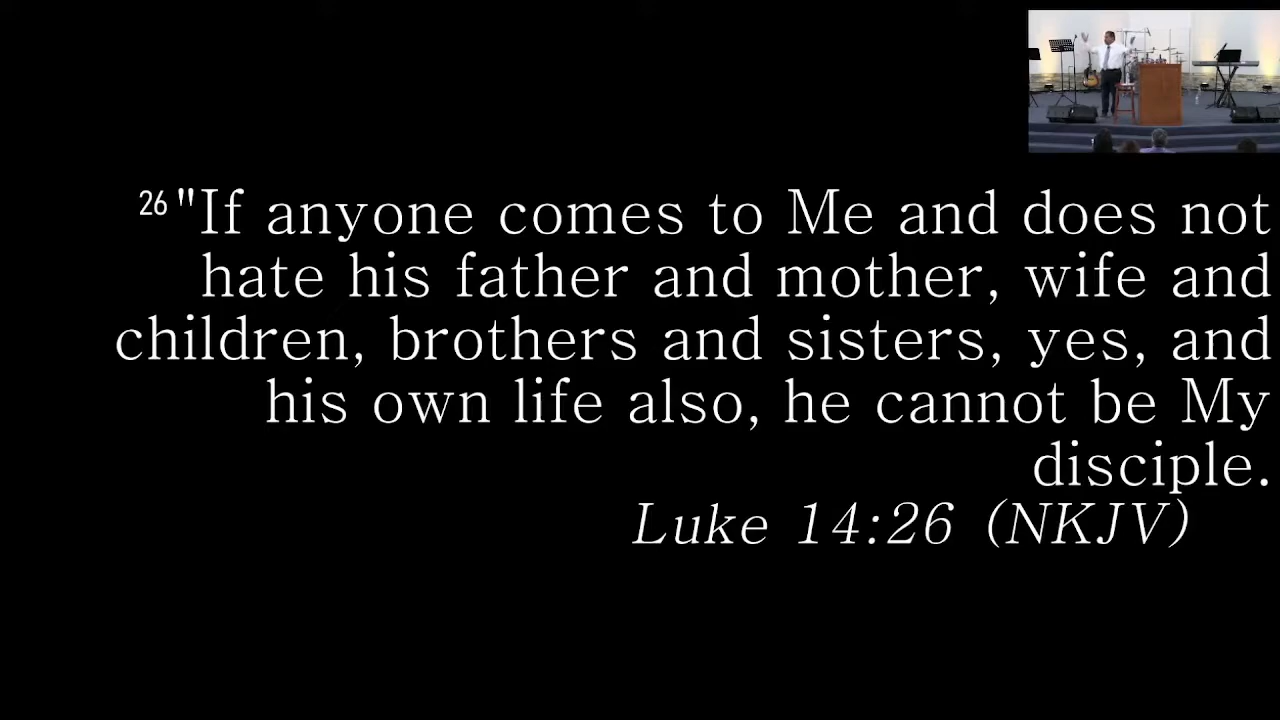 26 "If anyone comes to Me and does not
hate his father and mother, wife and
children, brothers and sisters, yes, and
his own life also, he cannot be My
disciple.
Luke 14:26 (NKJV)